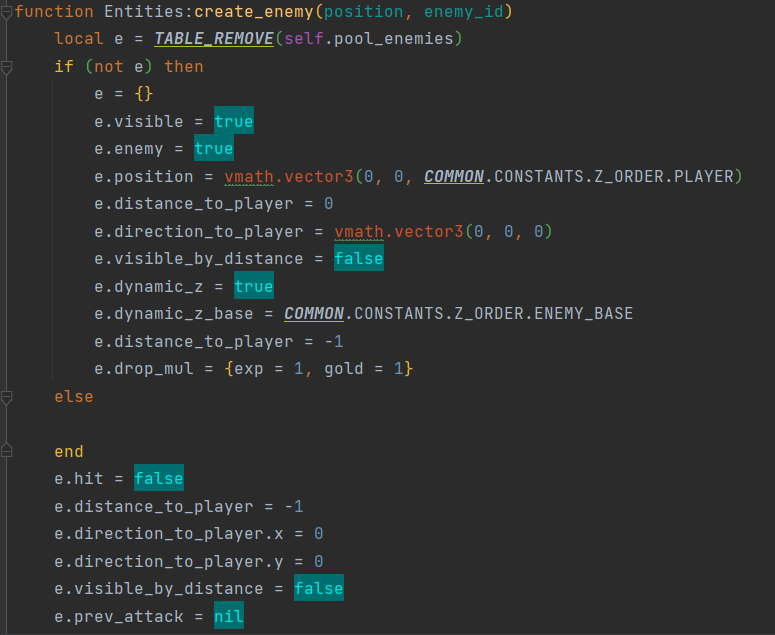 function Entities:create_enemy(position, enemy_id)
    local e = TABLE_REMOVE(self.pool_enemies)
    if (not e) then
        e = {}
        e.visible = true
        e.enemy = true
        e.position = vmath.vector3(0, 0, COMMON.CONSTANTS.Z_ORDER.PLAYER)
        e.distance_to_player = 0
        e.direction_to_player = vmath.vector3(0, 0, 0)
        e.visible_by_distance = false
        e.dynamic_z = true
        e.dynamic_z_base = COMMON.CONSTANTS.Z_ORDER.ENEMY_BASE
        e.distance_to_player = -1
        e.drop_mul = {exp = 1, gold = 1}
    else

    end
    e.hit = false
    e.distance_to_player = -1
    e.direction_to_player.x = 0
    e.direction_to_player.y = 0
    e.visible_by_distance = false
    e.prev_attack = nil